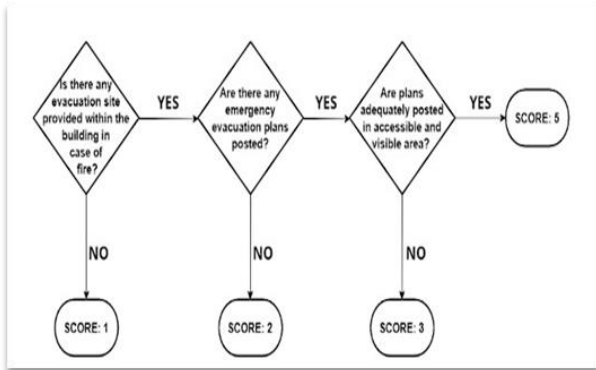 Is there any
evacuation site
provided within the
building in
case of
fire?
YES
Are there any
emergency
evacuation plans
posted?
YES
Are plans
adequately posted
in accessible and
visible area?
YES
SCORE: 5
NO
NO
NO
SCORE: 1
SCORE: 2
SCORE: 3